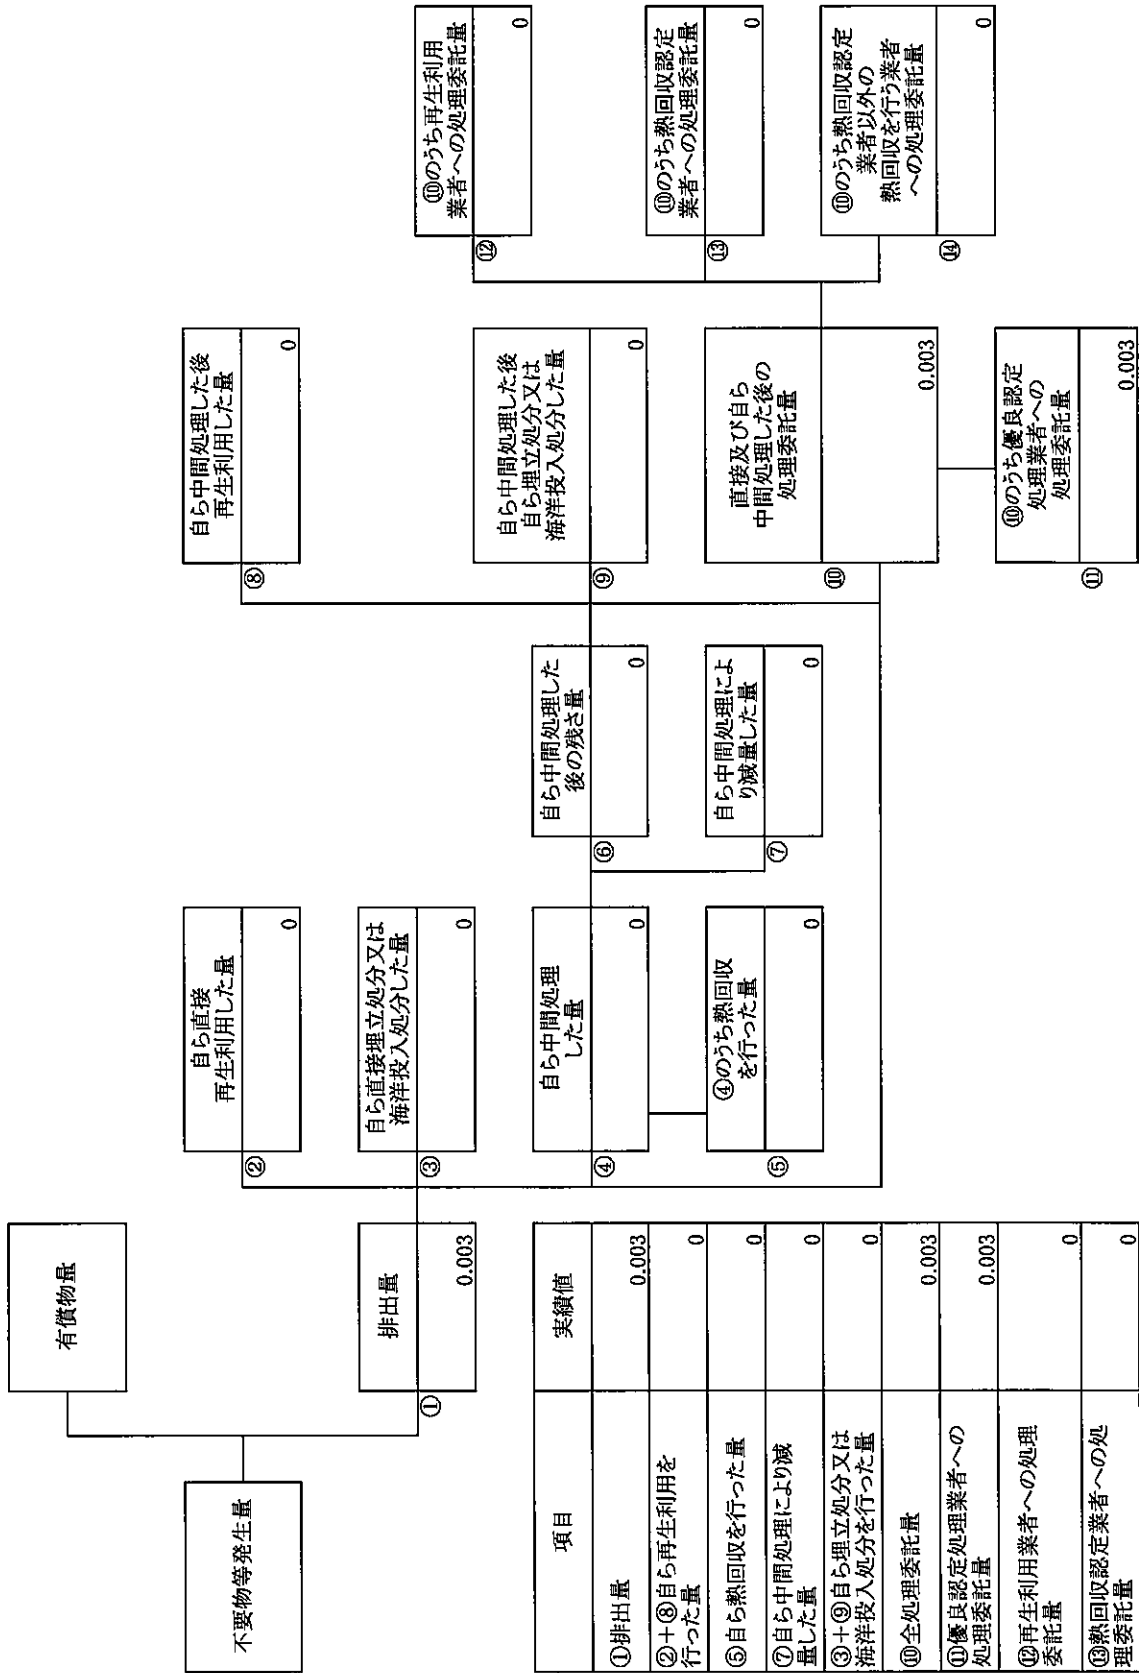 不要物等発生量
有償物量
①
排出量
0.003
②
自ら直接
再生利用した量
0
③
自ら直接埋立処分又は
海洋投入処分した量
0
④
自ら中間処理
した量
0
⑤
④のうち熱回収
を行った量
0
⑥
自ら中間処理した
後の残さ量
0
⑦
自ら中間処理によ
り減量した量
0
⑧
自ら中間処理した後
再生利用した量
0
⑨
自ら中間処理した後
自ら埋立処分又は
海洋投入処分した量
0
⑩
直接及び自ら
中間処理した後の
処理委託量
0.003
⑪
⑩のうち優良認定
処理業者への
処理委託量
0.003
⑫
⑩のうち再生利用
業者への処理委託量
0
⑬
⑩のうち熱回収認定
業者への処理委託量
0
⑭
⑩のうち熱回収認定
業者以外の
熱回収を行う業者
への処理委託量
0
項目
実績値
①排出量
0.003
②+⑧自ら再生利用を
行った量
0
⑤自ら熱回収を行った量
0
⑦自ら中間処理により減
量した量
0
③+⑨自ら埋立処分又は
海洋投入処分を行った量
0
⑩全処理委託量
0.003
⑪優良認定処理業者への
処理委託量
0.003
⑫再生利用業者への処理
委託量
0
⑬熱回収認定業者への処
理委託量
0